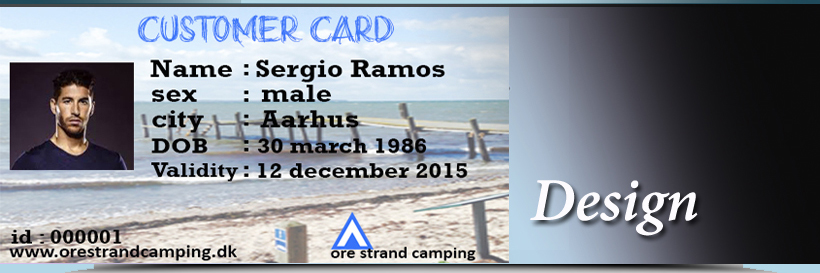 CUSTOMER CARD
Name : Sergio Ramos
sex : male
city : Aarhus
DOB : 30 march 1986
Validity : 12 december 2015
id : 000001
www.orestrandcamping.dk
ore strand camping
Design